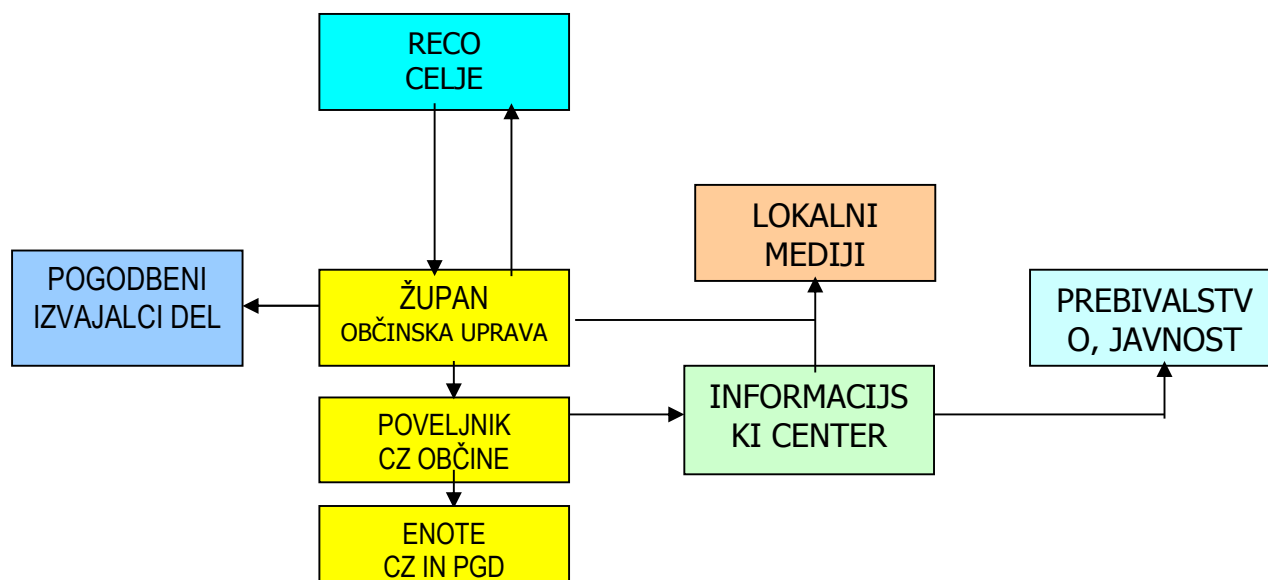 RECO
CELJE
LOKALNI
MEDIJI
POGODBENI
IZVAJALCI DEL
ŽUPAN
OBČINSKA UPRAVA
PREBIVALSTV
O, JAVNOST
POVELJNIK
CZ OBČINE
INFORMACIJS
KI CENTER
ENOTE
CZ IN PGD